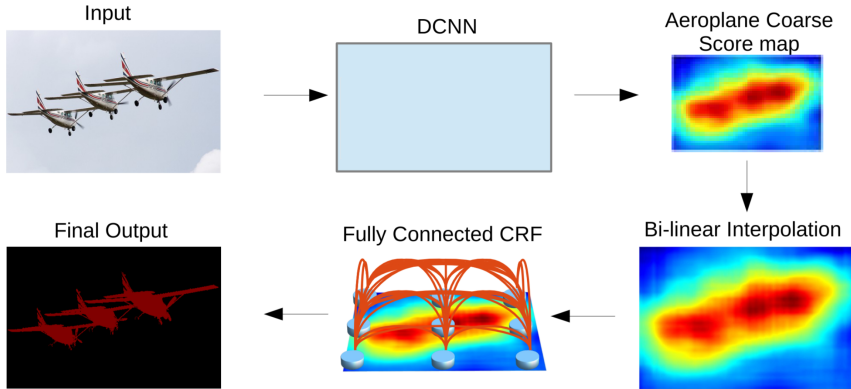 Input
DCNN
Aeroplane Coarse
Score map
Final Output
Fully Connected CRF
Bi-linear Interpolation